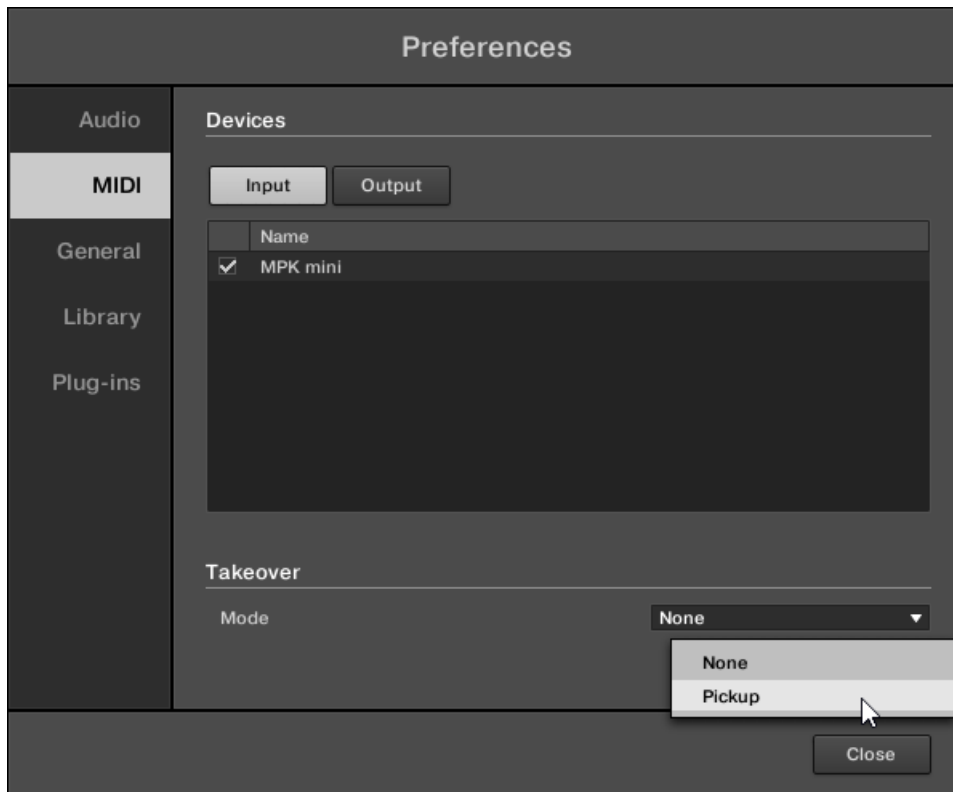 Preferences
Audio
MIDI
General
Library
Plug-ins
Devices
Input Output
Name
MPK mini
Takeover
Mode None
None
Pickup
Close